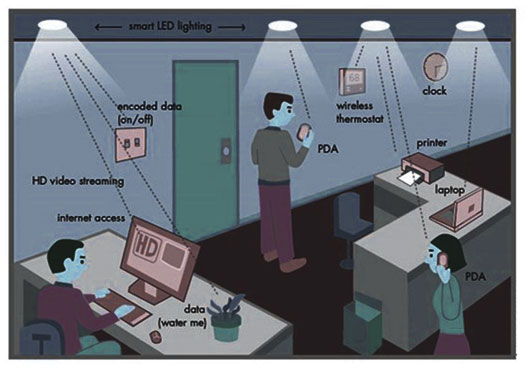 smart LED lighting
encoded data
(on/off)
68
wireless
thermostat
clock
PDA
printer
HD video streaming
laptop
internet access
HD
PDA
data
(water me)